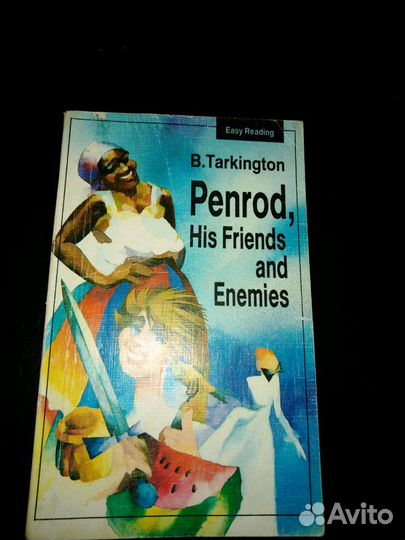 Easy Reading
B.Tarkington
Penrod,
His Friends
and
Enemies
Avito